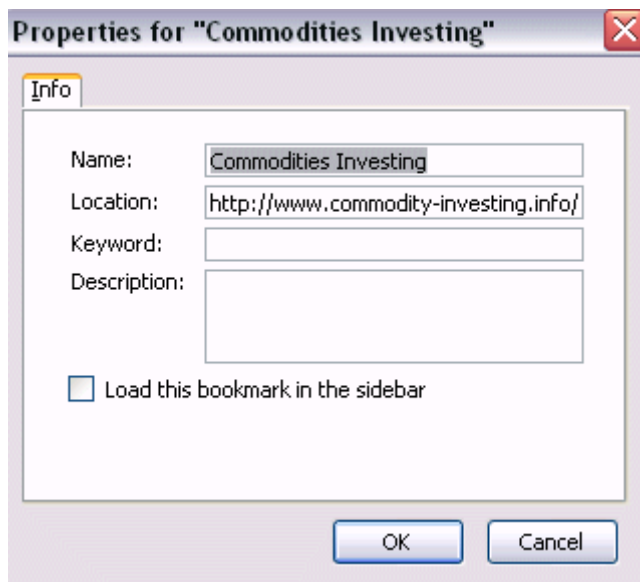 Properties for "Commodities Investing"
Info
Name: Commodities Investing
Location: http://www.commodity-investing.info/
Keyword:
Description:
Load this bookmark in the sidebar
OK Cancel